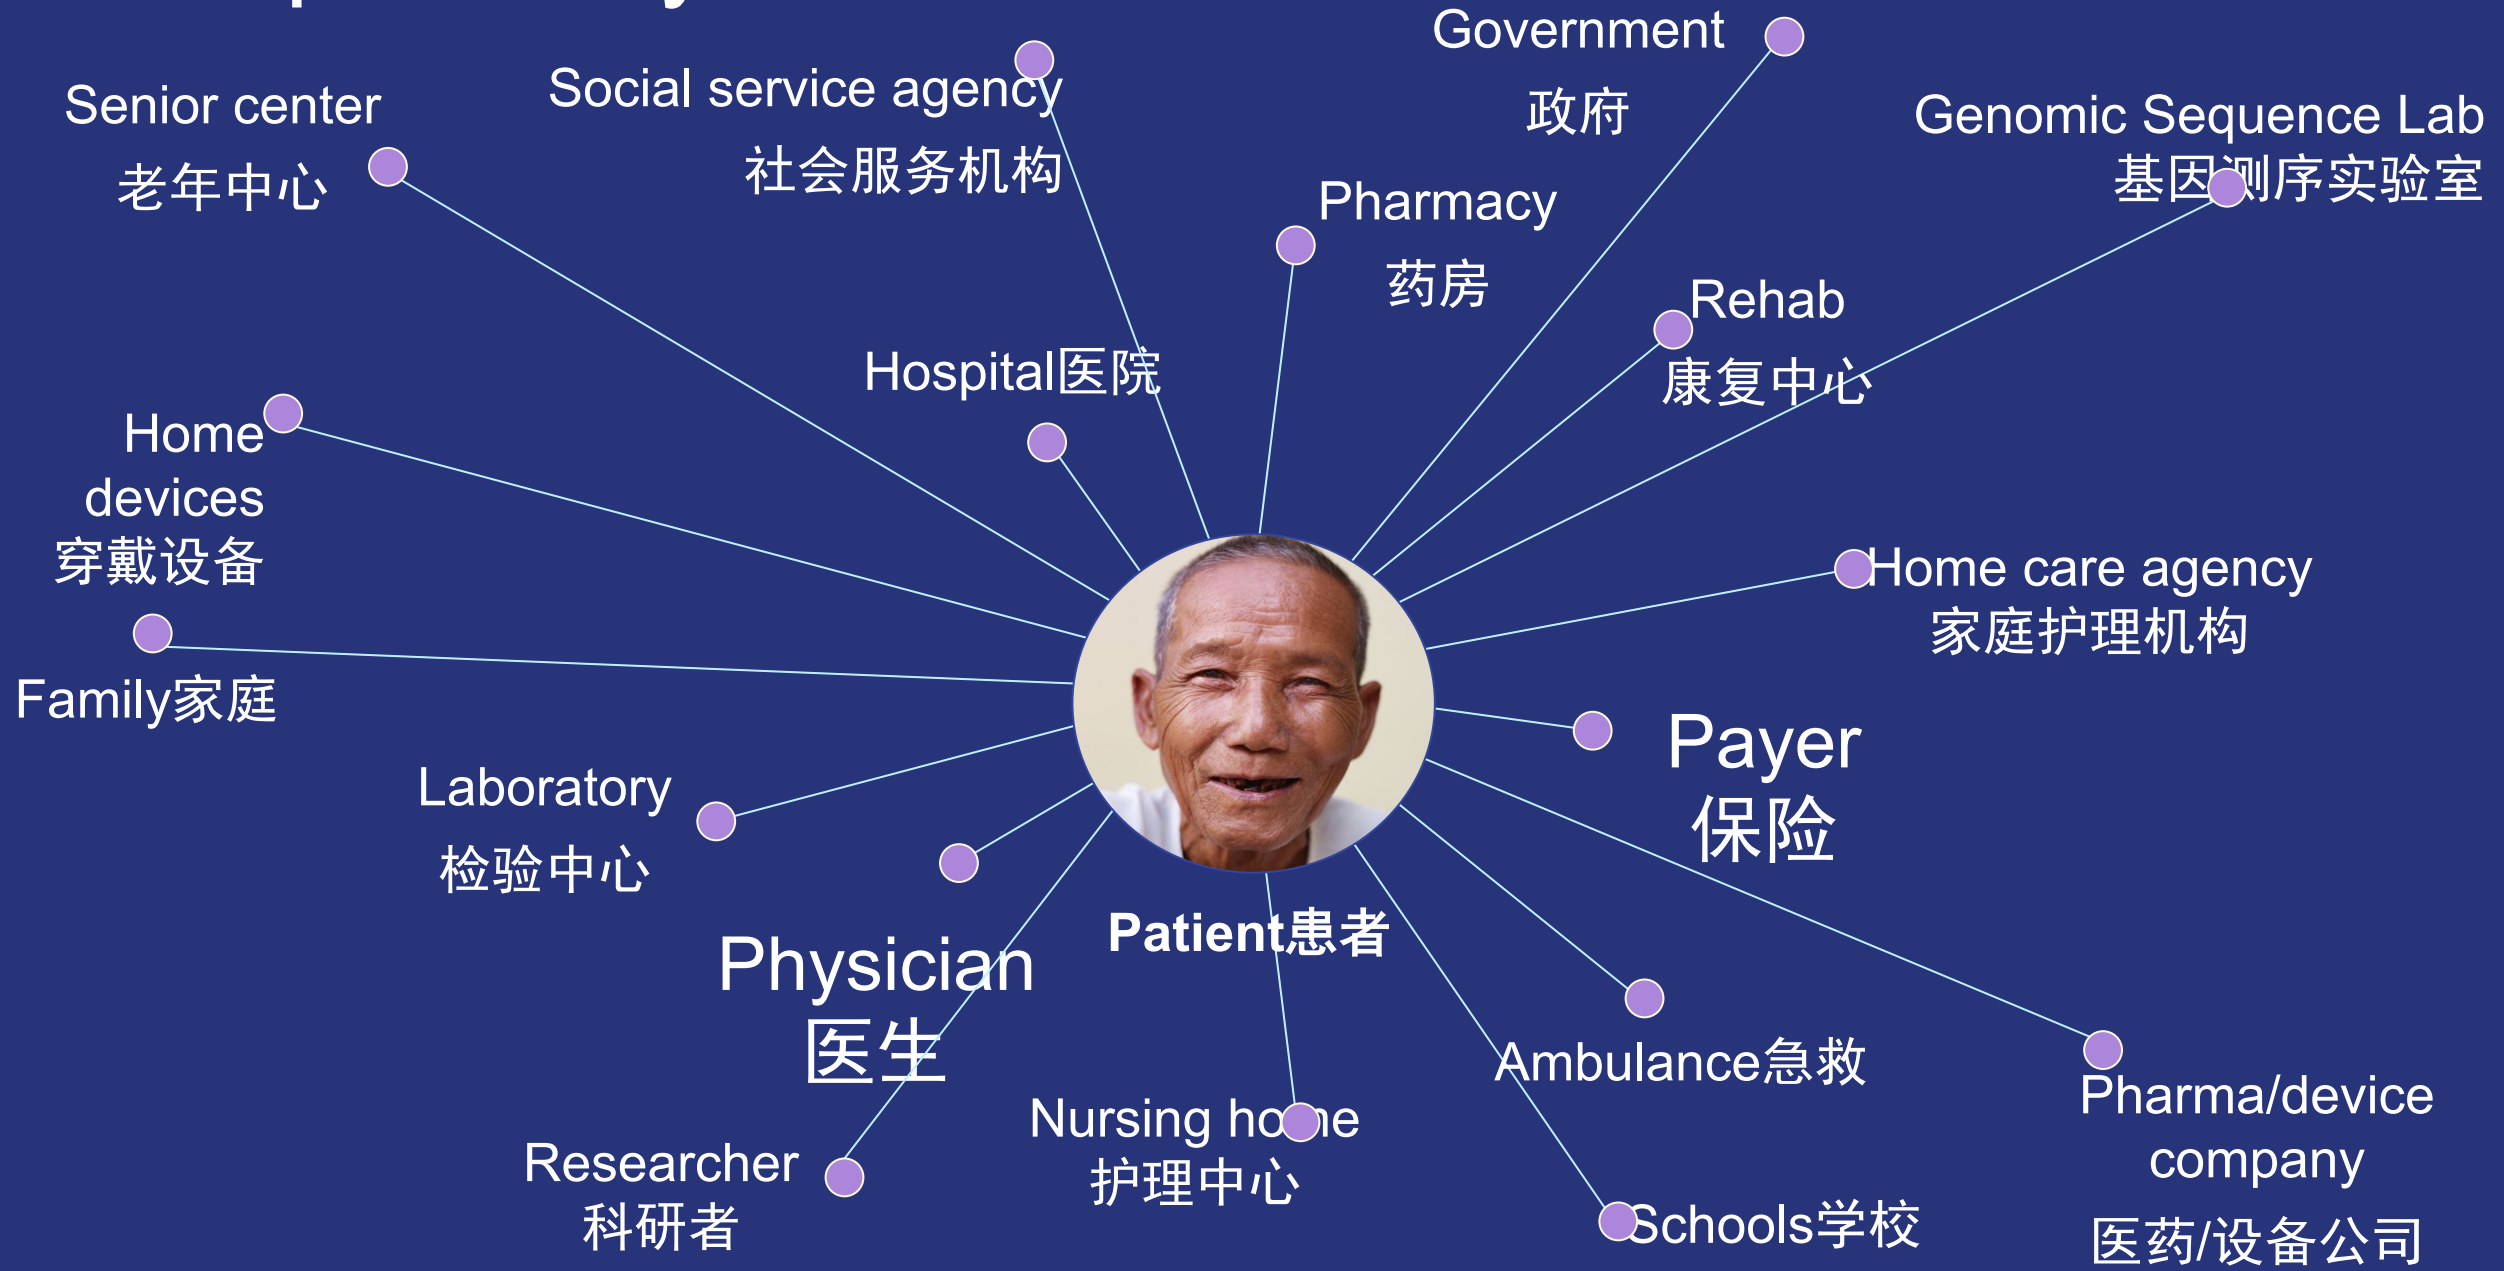 Government
Senior center
Social service agency
政府
Genomic Sequence Lab
老年中心
社会服务机构
基因测序实验室
Pharmacy
药房
Rehab
康复中心
Hospital医院
Home
devices
穿戴设备
Home care agency
家庭护理机构
Family家庭
Payer
保险
Laboratory
检验中心
Patient患者
Physician
医生
Ambulance急救
Pharma/device
company
医药/设备公司
Nursing home
护理中心
Researcher
科研者
Schools学校